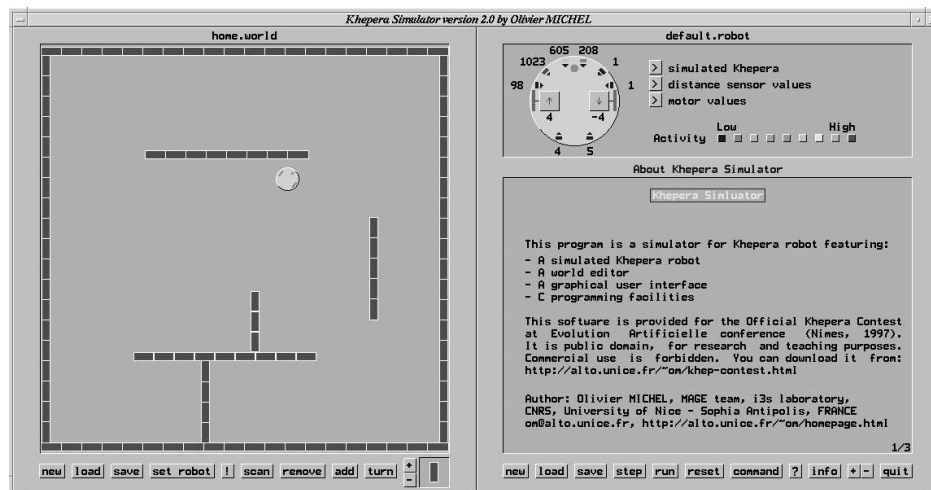 Khepera Simulator version 2.0 by Olivier MICHEL
home.world
default.robot
605 208
1023 1
98 1
4 -4
4 5
> simulated Khepera
> distance sensor values
> motor values
Low High
Activity
About Khepera Simulator
Khepera Simluator
This program is a simulator for Khepera robot featuring:
- A simulated Khepera robot
- A world editor
- A graphical user interface
- C programming facilities
This software is provided for the Official Khepera Contest
at Evolution Artificielle conference (Nimes, 1997).
It is public domain, for research and teaching purposes.
Commercial use is forbidden. You can download it from:
http://alto.unice.fr/~om/khep-contest.html
Author: Olivier MICHEL, MAGE team, i3s laboratory,
CNRS, University of Nice - Sophia Antipolis, FRANCE
om@alto.unice.fr, http://alto.unice.fr/~om/homepage.html
1/3
new load save set robot ! scan remove add turn + -
new load save step run reset command ? info + - quit